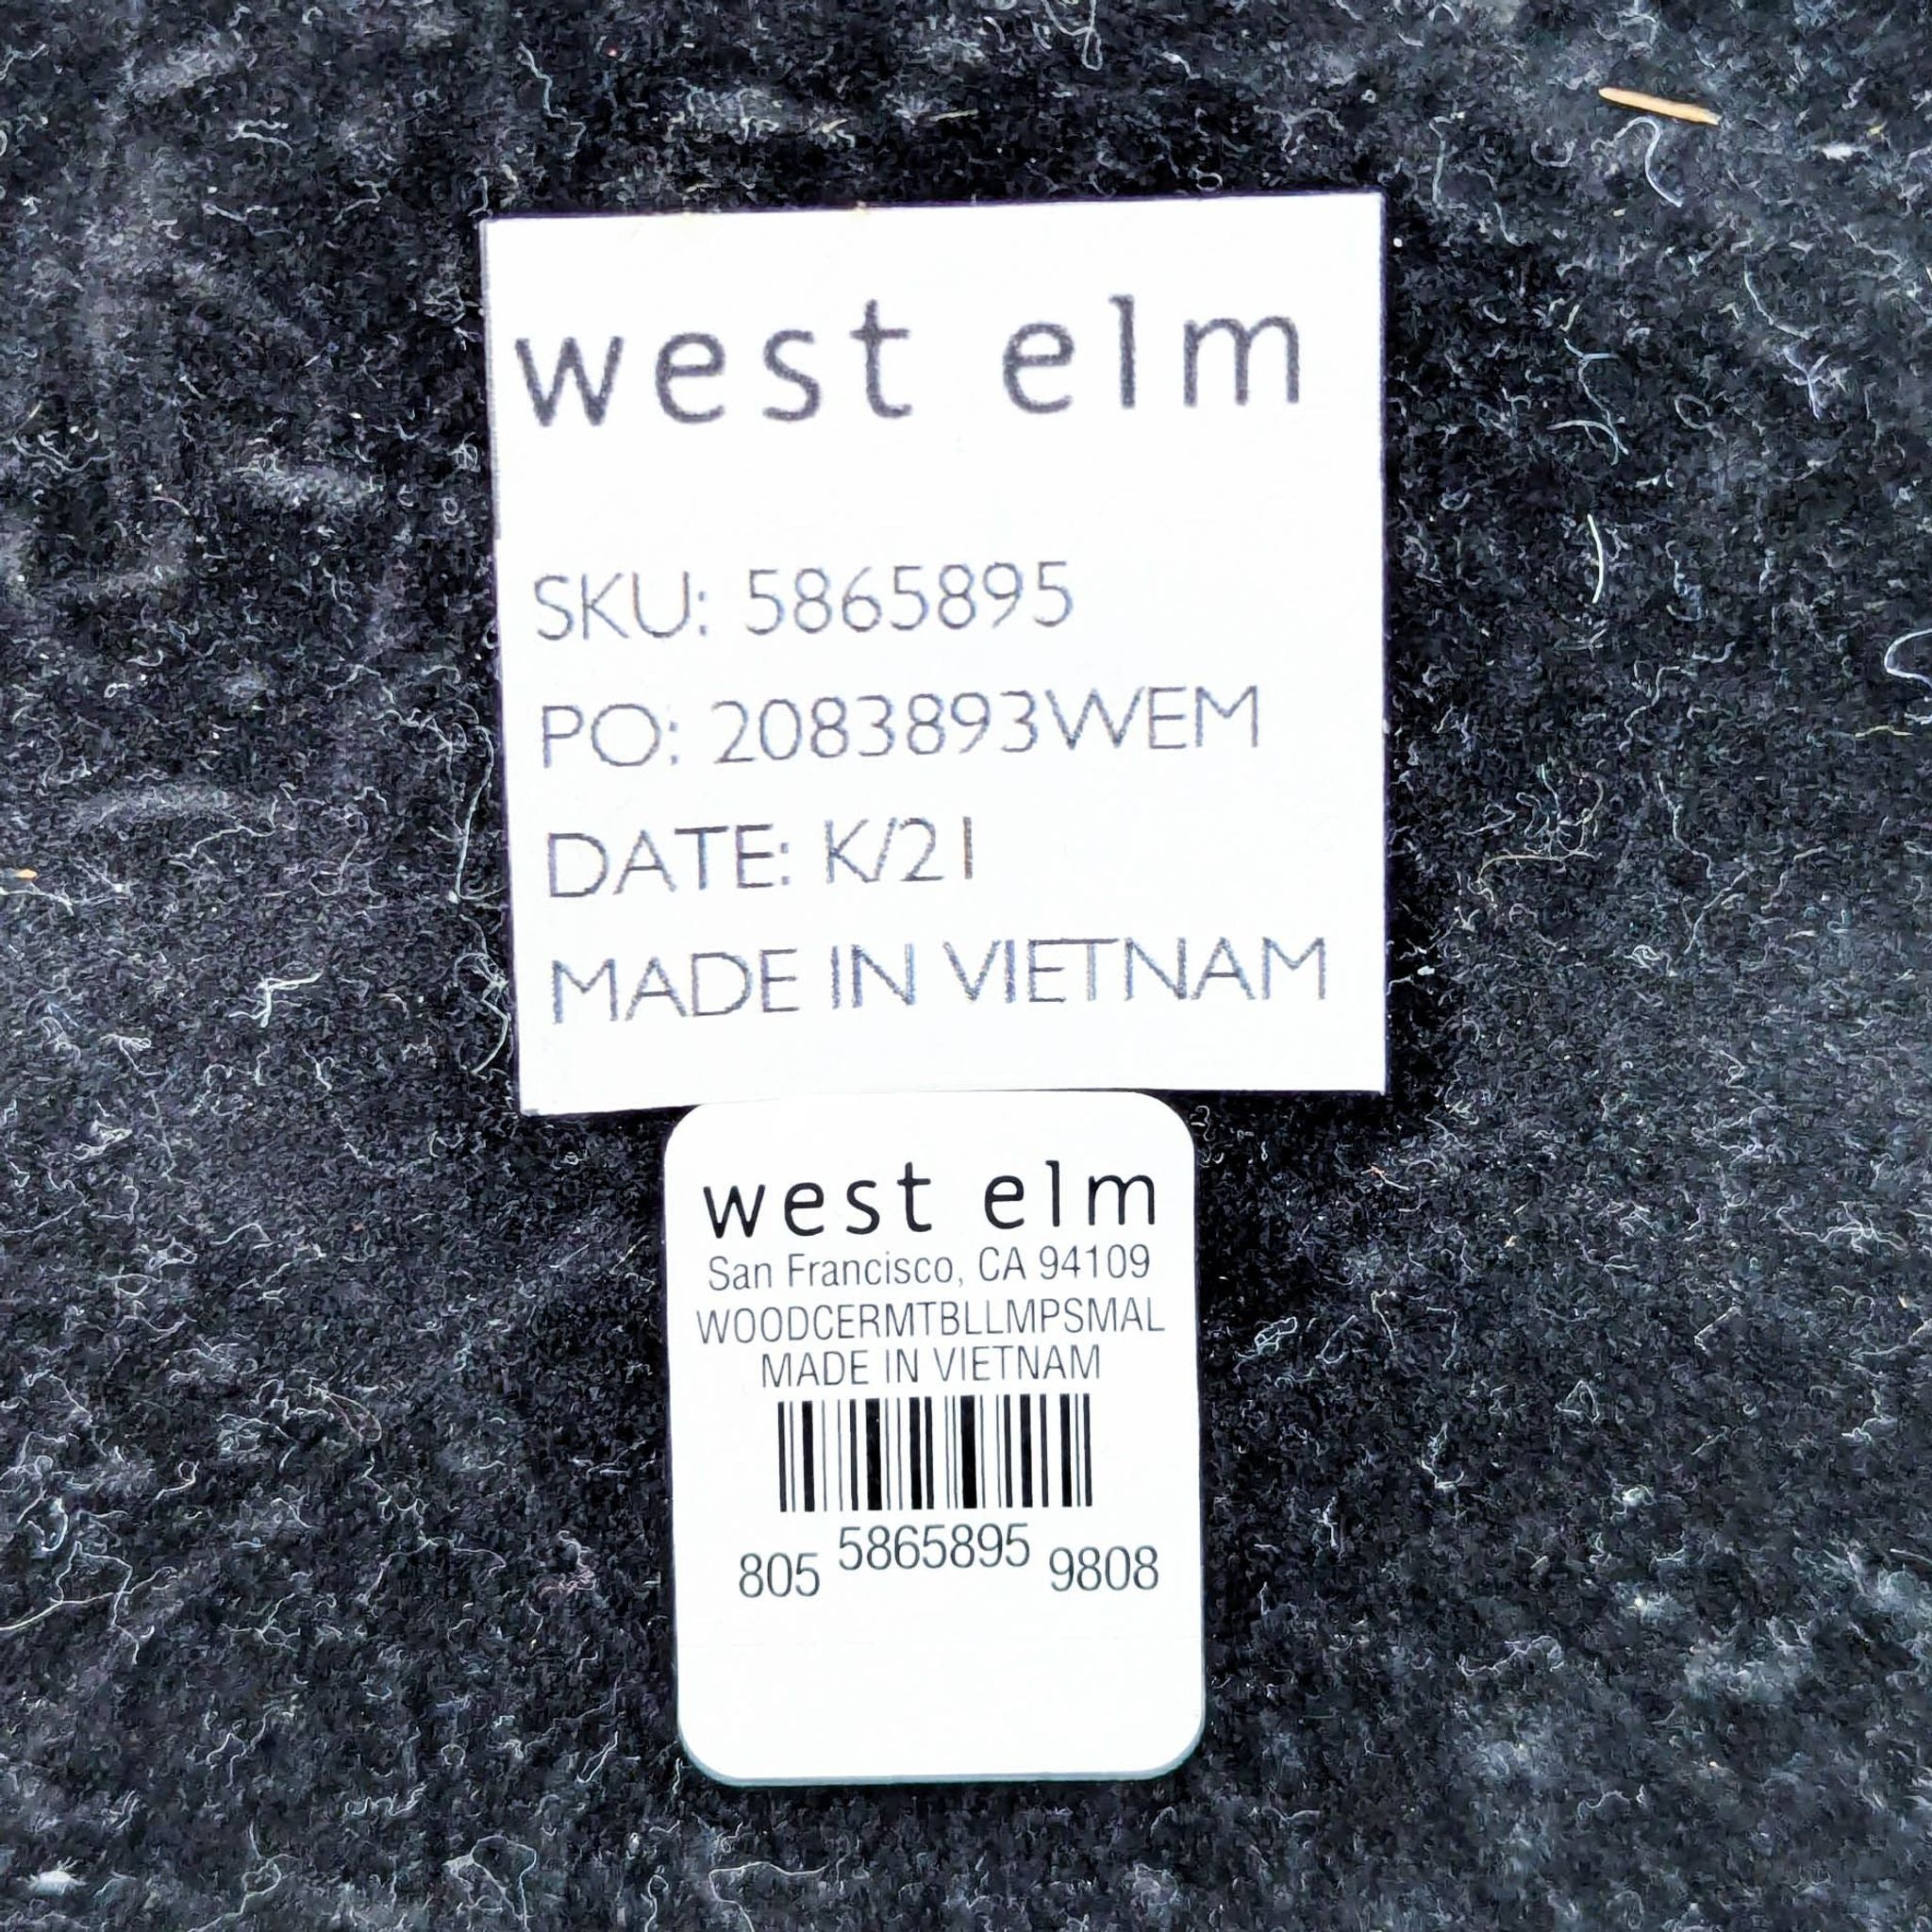 west elm
SKU: 5865895
PO: 2083893WEM
DATE: K/21
MADE IN VIETNAM
west elm
San Francisco, CA 94109
WOODCERMTBLLMPSMAL
MADE IN VIETNAM
805 5865895 9808